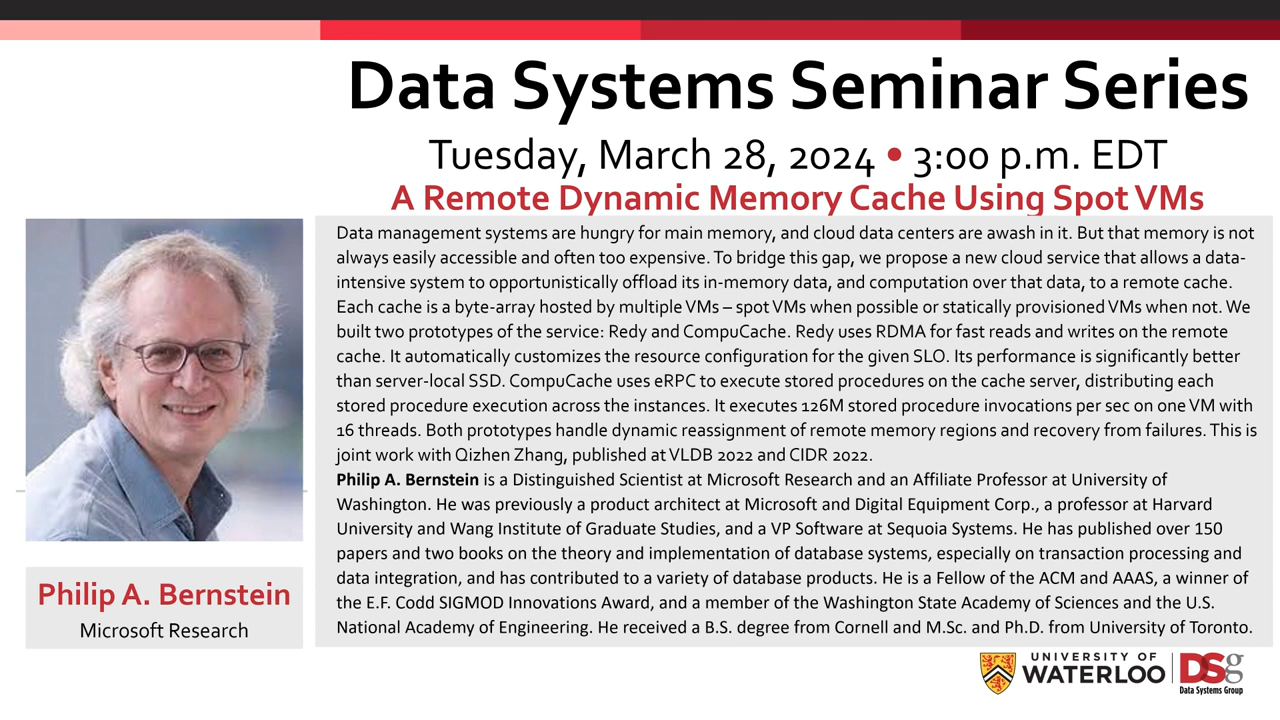 Data Systems Seminar Series
Tuesday, March 28, 2024 • 3:00 p.m. EDT
A Remote Dynamic Memory Cache Using Spot VMs
Data management systems are hungry for main memory, and cloud data centers are awash in it. But that memory is not
always easily accessible and often too expensive. To bridge this gap, we propose a new cloud service that allows a data-
intensive system to opportunistically offload its in-memory data, and computation over that data, to a remote cache.
Each cache is a byte-array hosted by multiple VMs – spot VMs when possible or statically provisioned VMs when not. We
built two prototypes of the service: Redy and CompuCache. Redy uses RDMA for fast reads and writes on the remote
cache. It automatically customizes the resource configuration for the given SLO. Its performance is significantly better
than server-local SSD. CompuCache uses eRPC to execute stored procedures on the cache server, distributing each
stored procedure execution across the instances. It executes 126M stored procedure invocations per sec on one VM with
16 threads. Both prototypes handle dynamic reassignment of remote memory regions and recovery from failures. This is
joint work with Qizhen Zhang, published at VLDB 2022 and CIDR 2022.
Philip A. Bernstein is a Distinguished Scientist at Microsoft Research and an Affiliate Professor at University of
Washington. He was previously a product architect at Microsoft and Digital Equipment Corp., a professor at Harvard
University and Wang Institute of Graduate Studies, and a VP Software at Sequoia Systems. He has published over 150
papers and two books on the theory and implementation of database systems, especially on transaction processing and
data integration, and has contributed to a variety of database products. He is a Fellow of the ACM and AAAS, a winner of
the E.F. Codd SIGMOD Innovations Award, and a member of the Washington State Academy of Sciences and the U.S.
National Academy of Engineering. He received a B.S. degree from Cornell and M.Sc. and Ph.D. from University of Toronto.
Philip A. Bernstein
Microsoft Research
UNIVERSITY OF
WATERLOO
DSg
Data Systems Group